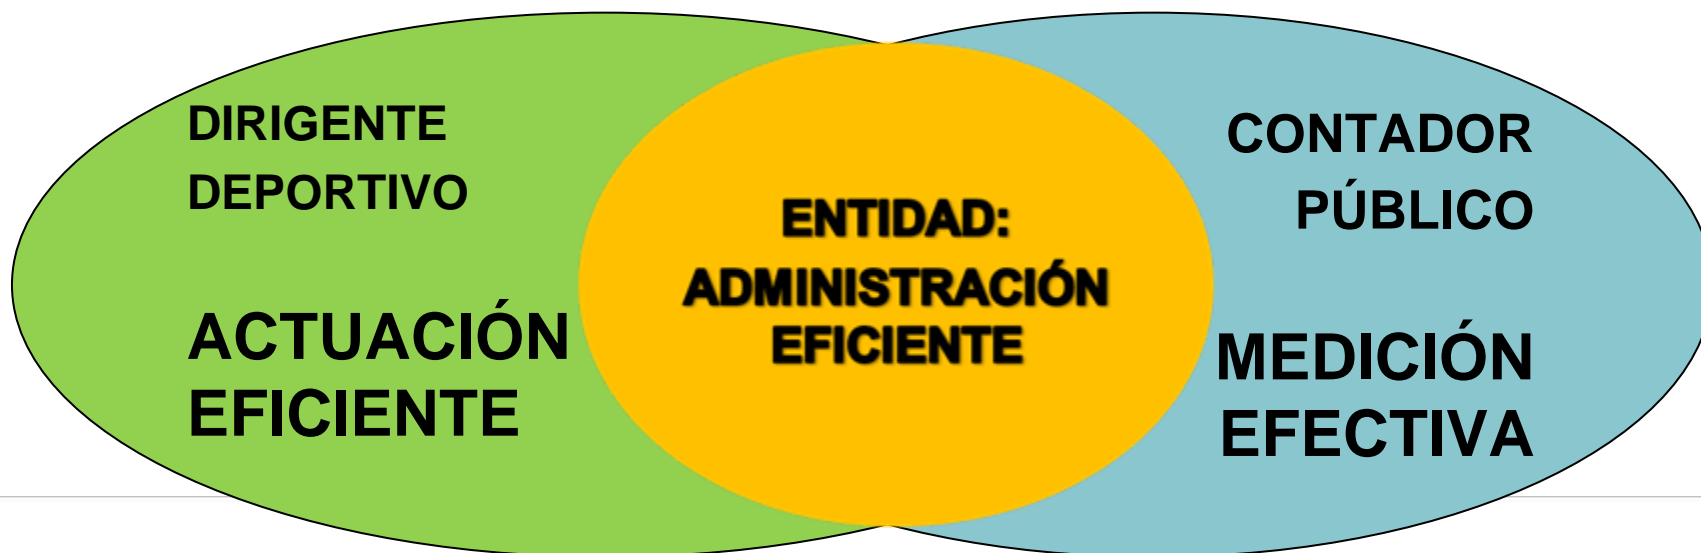 DIRIGENTE
DEPORTIVO
ACTUACIÓN
EFICIENTE
ENTIDAD:
ADMINISTRACIÓN
EFICIENTE
CONTADOR
PÚBLICO
MEDICIÓN
EFECTIVA